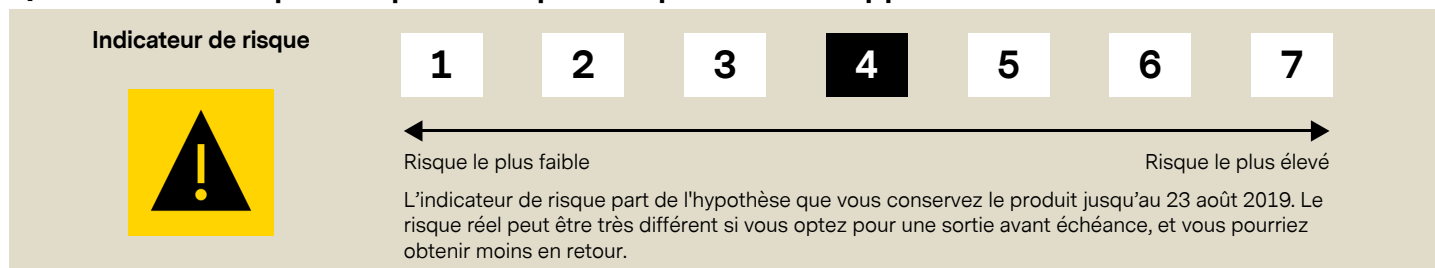 Indicateur de risque
1 2 3 4 5 6 7
Risque le plus faible Risque le plus élevé
L'indicateur de risque part de l'hypothèse que vous conservez le produit jusqu'au 23 août 2019. Le
risque réel peut être très différent si vous optez pour une sortie avant échéance, et vous pourriez
obtenir moins en retour.